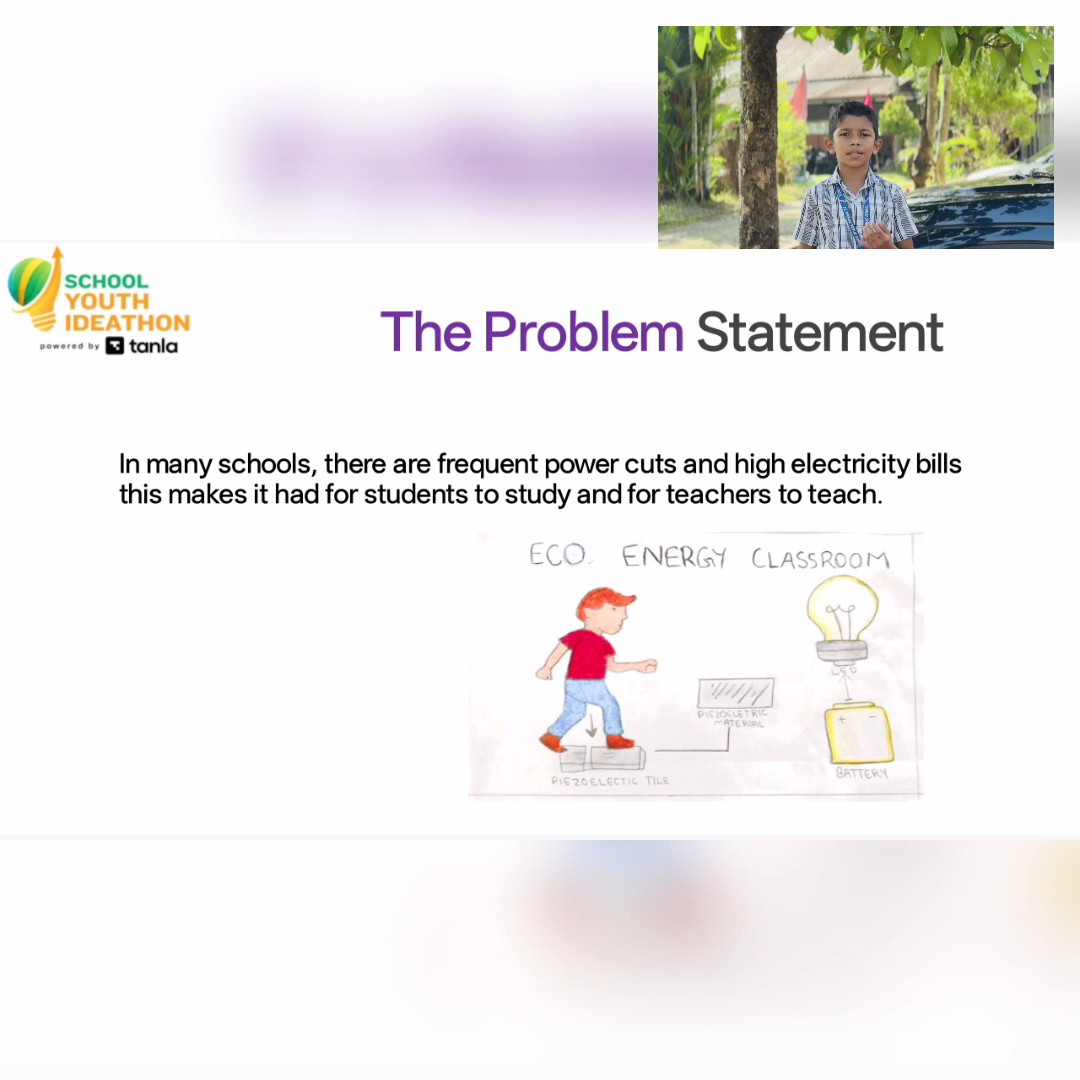 SCHOOL
YOUTH
IDEATHON
powered by tanla
The Problem Statement
In many schools, there are frequent power cuts and high electricity bills
this makes it had for students to study and for teachers to teach.
ECO. ENERGY CLASSROOM
PIEZOELETRIC
MATERIAL
PIEZOELECTIC TILE
+ -
BATTERY